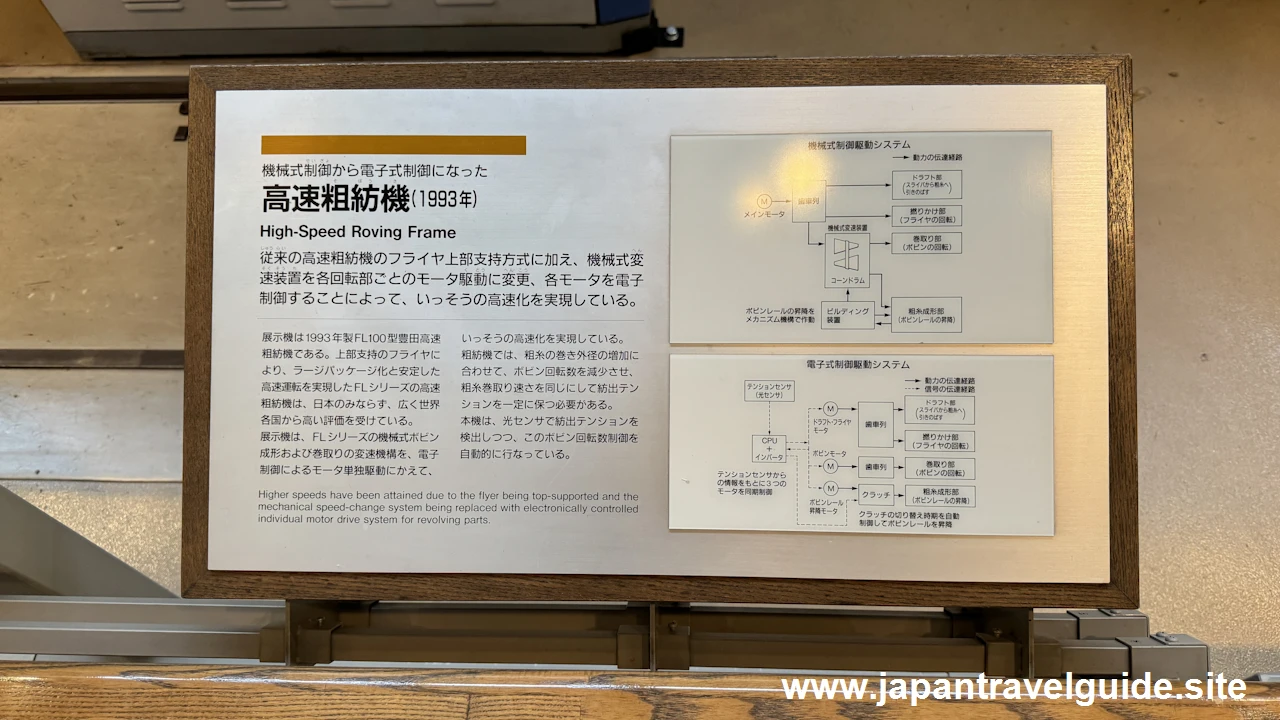 機械式制御から電子式制御になった
高速粗紡機(1993年)
High-Speed Roving Frame
従来の高速粗紡機のフライヤ上部支持方式に加え、機械式変
速装置を各回転部ごとのモータ駆動に変更、各モータを電子
制御することによって、いっそうの高速化を実現している。
展示機は1993年製FL100型豊田高速
粗紡機である。上部支持のフライヤに
より、ラージパッケージ化と安定した
高速運転を実現したFLシリーズの高速
粗紡機は、日本のみならず、広く世界
各国から高い評価を受けている。
展示機は、FLシリーズの機械式ボビン
成形および巻取りの変速機構を、電子
制御によるモータ単独駆動にかえて、
いっそうの高速化を実現している。
粗紡機では、粗糸の巻き外径の増加に
合わせて、ボビン回転数を減少させ、
粗糸巻取り速さを同じにして紡出テン
ションを一定に保つ必要がある。
本機は、光センサで紡出テンションを
検出しつつ、このボビン回転数制御を
自動的に行なっている。
Higher speeds have been attained due to the flyer being top-supported and the
mechanical speed-change system being replaced with electronically controlled
individual motor drive system for revolving parts.
機械式制御駆動システム
動力の伝達経路
ドラフト部
(スライバから粗糸へ
引きのばす)
M
メインモータ
歯車列
撚りかけ部
(フライヤの回転)
機械式変速装置
巻取り部
(ボビンの回転)
コーンドラム
ボビンレールの昇降を
メカニズム機構で作動
ビルディング
装置
粗糸成形部
(ボビンレールの昇降)
電子式制御駆動システム
動力の伝達経路
信号の伝達経路
テンションセンサ
(光センサ)
M
ドラフト・フライヤ
モータ
歯車列
ドラフト部
(スライバから粗糸へ
引きのばす)
撚りかけ部
(フライヤの回転)
CPU
+
インバータ
ボビンモータ
M
歯車列
巻取り部
(ボビンの回転)
テンションセンサから
の情報をもとに3つの
モータを同期制御
M
ボビンレール
昇降モータ
クラッチ
粗糸成形部
(ボビンレールの昇降)
クラッチの切り替え時期を自動
制御してボビンレールを昇降
www.japantravelguide.site